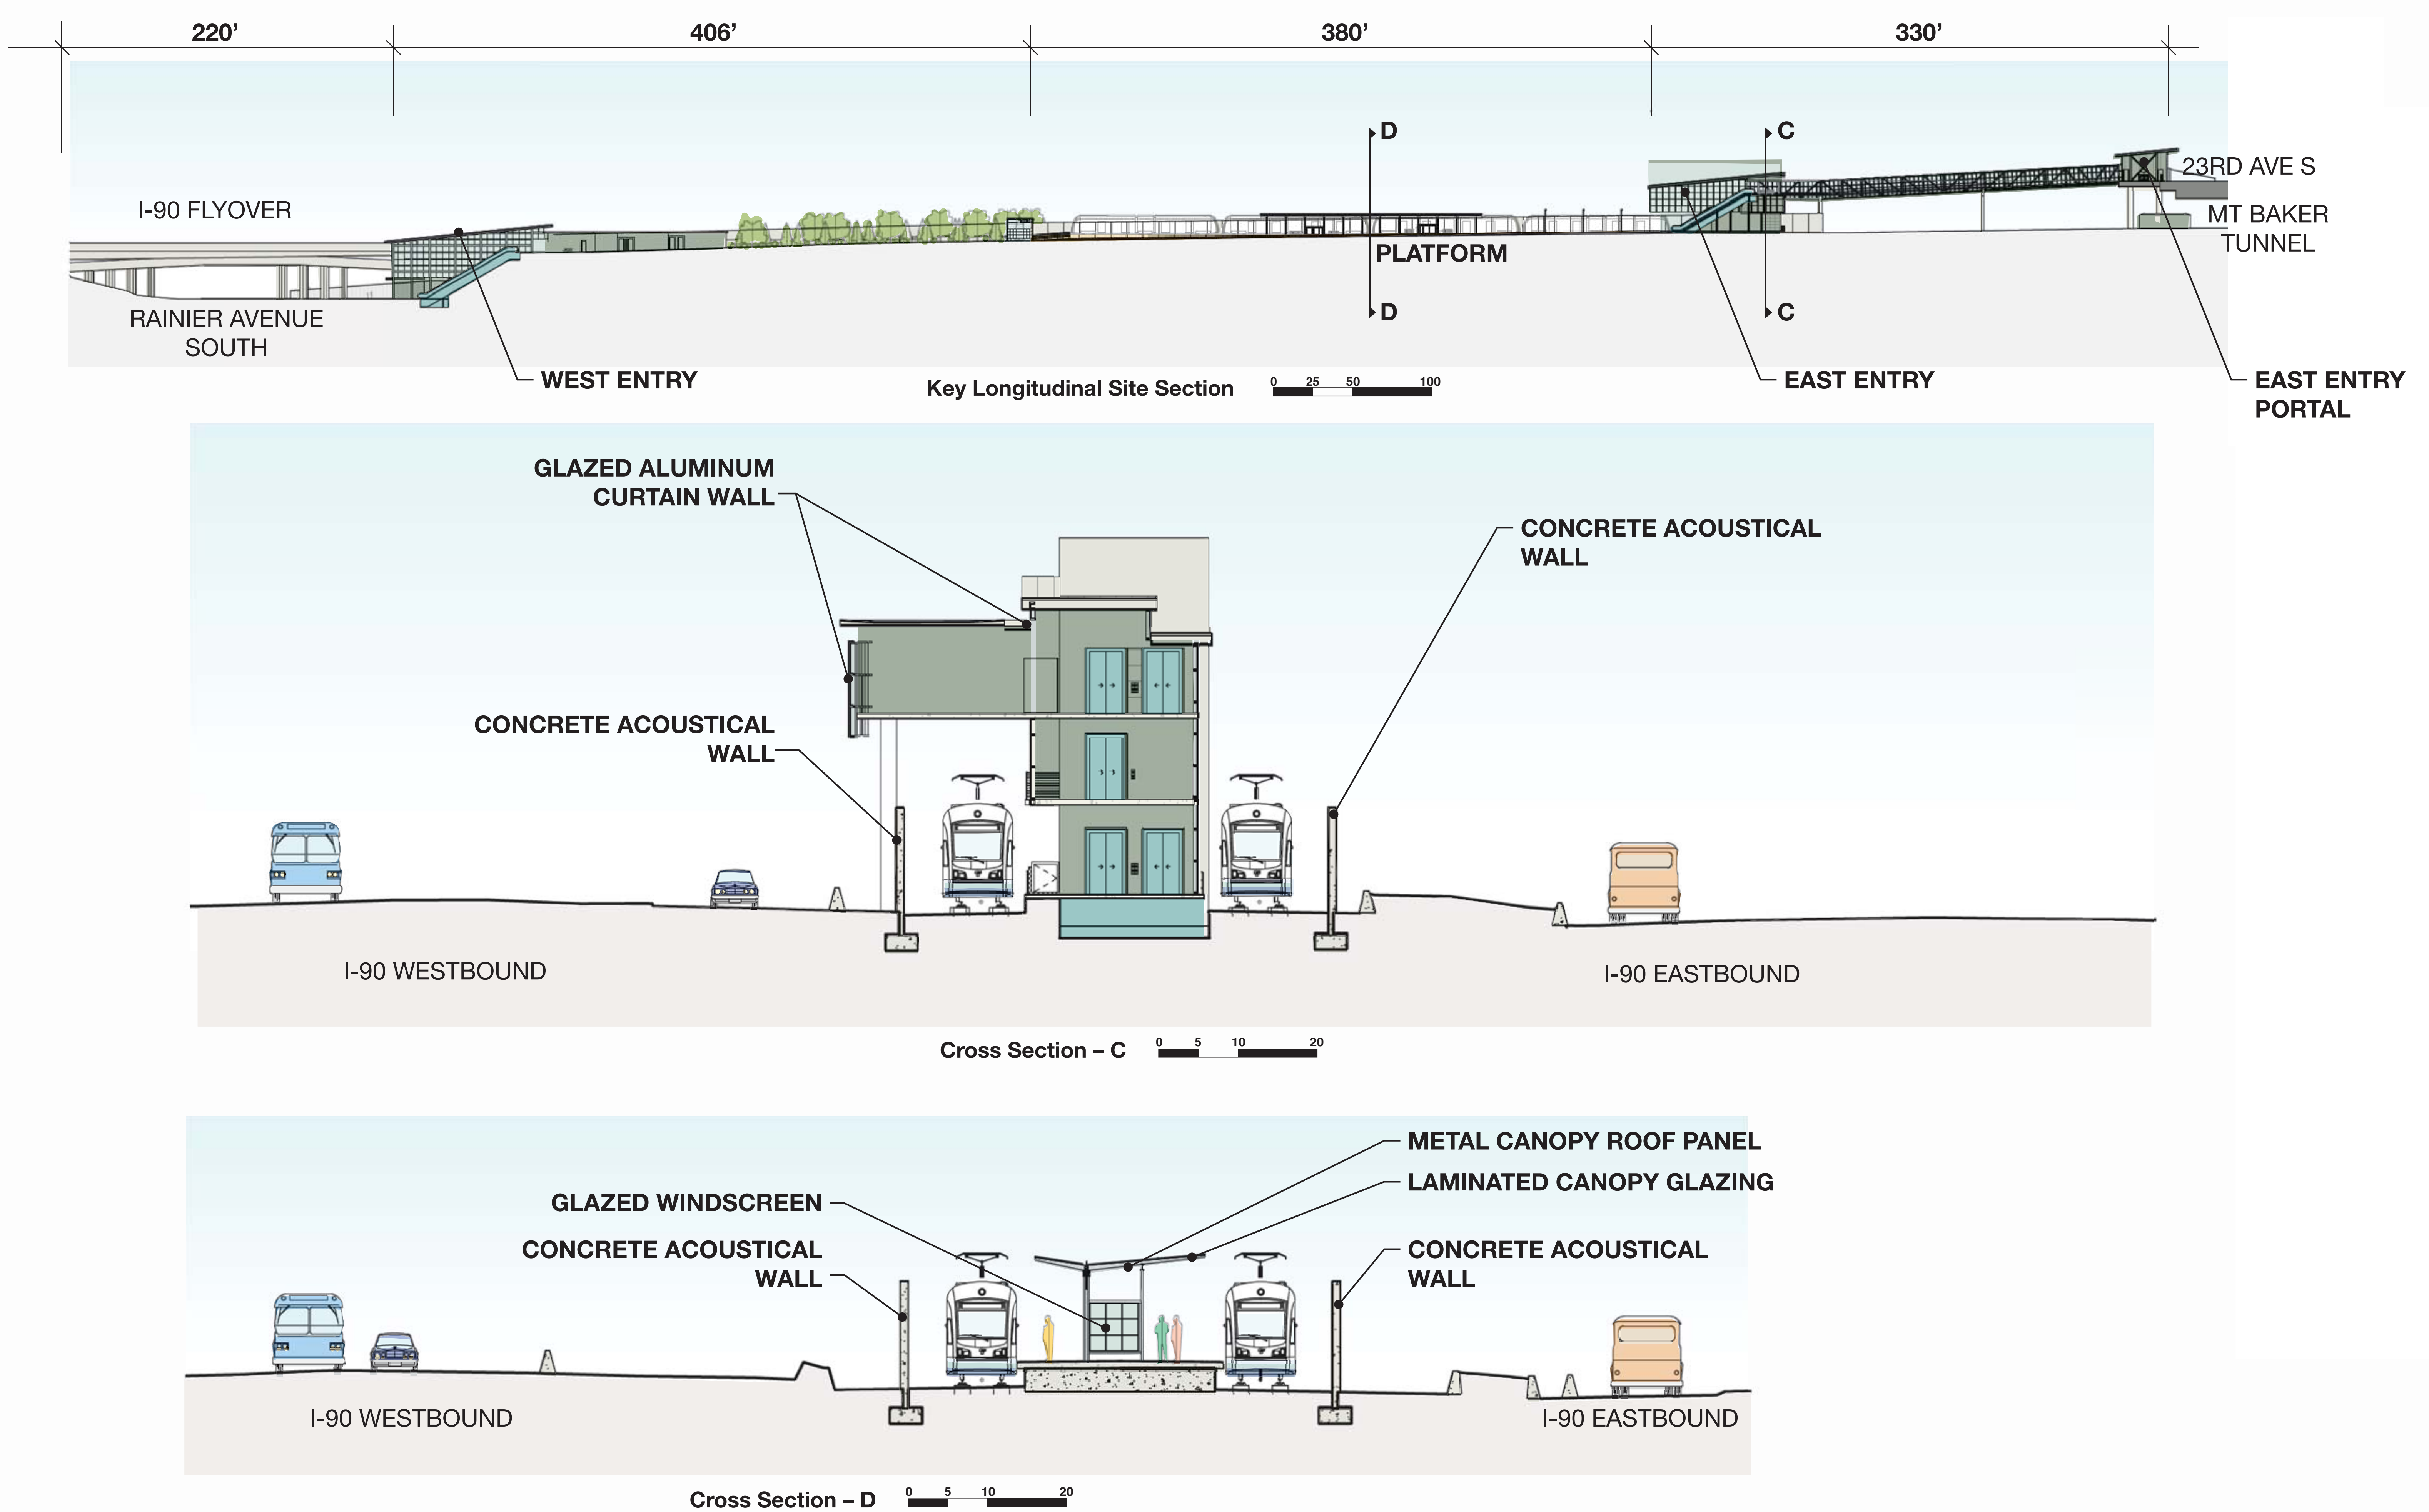 220’ 406’ 380’ 330’
D C
23RD AVE S
I-90 FLYOVER
MT BAKER
TUNNEL
PLATFORM
D C
RAINIER AVENUE
SOUTH
WEST ENTRY
EAST ENTRY
EAST ENTRY
PORTAL
Key Longitudinal Site Section 0 25 50 100
GLAZED ALUMINUM
CURTAIN WALL
CONCRETE ACOUSTICAL
WALL
CONCRETE ACOUSTICAL
WALL
I-90 WESTBOUND
I-90 EASTBOUND
Cross Section – C 0 5 10 20
METAL CANOPY ROOF PANEL
LAMINATED CANOPY GLAZING
GLAZED WINDSCREEN
CONCRETE ACOUSTICAL
WALL
CONCRETE ACOUSTICAL
WALL
I-90 WESTBOUND
I-90 EASTBOUND
Cross Section – D 0 5 10 20